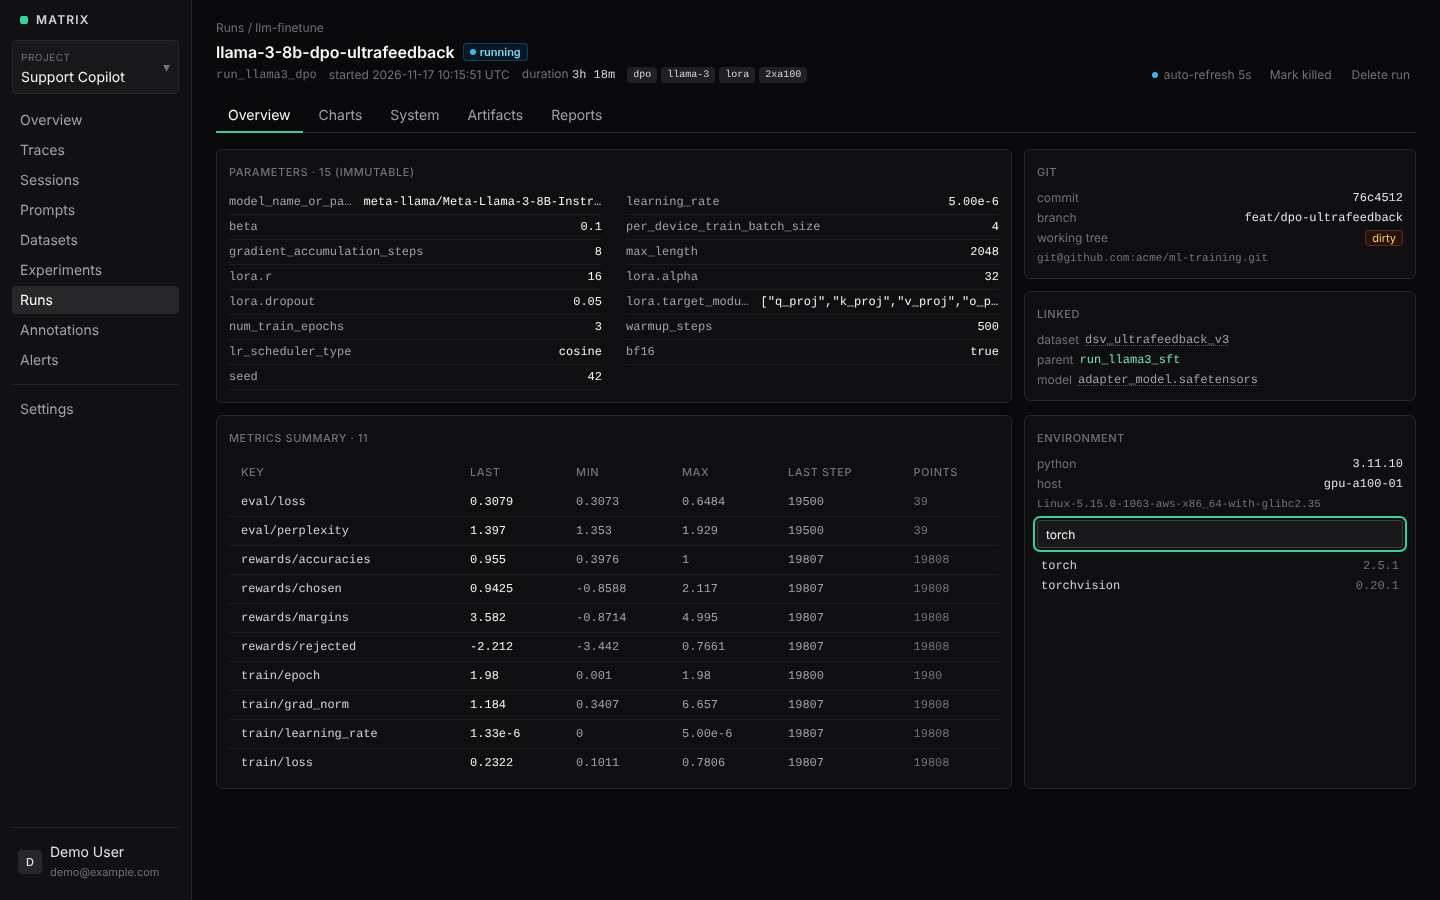 MATRIX
PROJECT
Support Copilot
Overview
Traces
Sessions
Prompts
Datasets
Experiments
Runs
Annotations
Alerts
Settings
D
Demo User
demo@example.com
Runs / llm-finetune
llama-3-8b-dpo-ultrafeedback running
run_llama3_dpo started 2026-11-17 10:15:51 UTC duration 3h 18m dpo llama-3 lora 2xa100
auto-refresh 5s Mark killed Delete run
Overview Charts System Artifacts Reports
PARAMETERS · 15 (IMMUTABLE)
model_name_or_pa… meta-llama/Meta-Llama-3-8B-Instr… learning_rate 5.00e-6
beta 0.1 per_device_train_batch_size 4
gradient_accumulation_steps 8 max_length 2048
lora.r 16 lora.alpha 32
lora.dropout 0.05 lora.target_modu… ["q_proj","k_proj","v_proj","o_p…
num_train_epochs 3 warmup_steps 500
lr_scheduler_type cosine bf16 true
seed 42
GIT
commit 76c4512
branch feat/dpo-ultrafeedback
working tree dirty
git@github.com:acme/ml-training.git
LINKED
dataset dsv_ultrafeedback_v3
parent run_llama3_sft
model adapter_model.safetensors
METRICS SUMMARY · 11
KEY LAST MIN MAX LAST STEP POINTS
eval/loss 0.3079 0.3073 0.6484 19500 39
eval/perplexity 1.397 1.353 1.929 19500 39
rewards/accuracies 0.955 0.3976 1 19807 19808
rewards/chosen 0.9425 -0.8588 2.117 19807 19808
rewards/margins 3.582 -0.8714 4.995 19807 19808
rewards/rejected -2.212 -3.442 0.7661 19807 19808
train/epoch 1.98 0.001 1.98 19800 1980
train/grad_norm 1.184 0.3407 6.657 19807 19808
train/learning_rate 1.33e-6 0 5.00e-6 19807 19808
train/loss 0.2322 0.1011 0.7806 19807 19808
ENVIRONMENT
python 3.11.10
host gpu-a100-01
Linux-5.15.0-1063-aws-x86_64-with-glibc2.35
torch
torch 2.5.1
torchvision 0.20.1